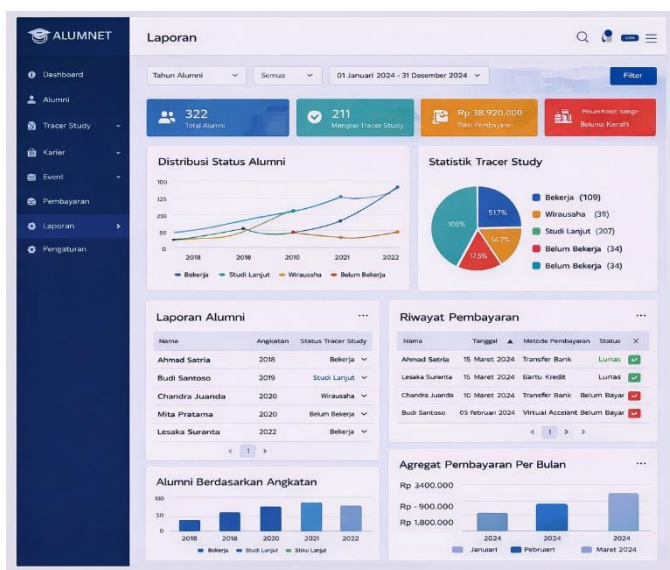 ALUMNET
Laporan
Dashboard
Alumni
Tracer Study
Karier
Event
Pembayaran
Laporan
Pengaturan
Tahun Alumni
Semua
01 Januari 2024 - 31 Desember 2024
Filter
322
Total Alumni
211
Mengisi Tracer Study
Rp 38.920.000
Total Pembayaran
Belunsi Keraft
Distribusi Status Alumni
100
125
250
50
0
2018 2018 2010 2021 2022
Bekerja Studi Lanjut Wirausaha Belum Bekerja
Statistik Tracer Study
100%
51.7%
14.7%
17.5%
Bekerja (109)
Wirausaha (311)
Studi Lanjut (207)
Belum Bekerja (34)
Belum Bekerja (34)
Laporan Alumni
Nama Angkatan Status Tracer Study
Ahmad Satria 2018 Bekerja
Budi Santoso 2019 Studi Lanjut
Chandra Juanda 2020 Wirausaha
Mita Pratama 2020 Belum Bekerja
Lesaka Suranta 2022 Bekerja
< 1 >
Riwayat Pembayaran
Nama Tanggal Metode Pembayaran Status
Ahmad Satria 15 Maret 2024 Transfer Bank Lunas
Lesaka Suranta 15 Maret 2024 Bartu Kredit Lunas
Chandra Juanda 10 Maret 2024 Transfer Bank Belum Bayar
Budi Santoso 05 Februari 2024 Virtual Belum Bayar
< 1 > >
Alumni Berdasarkan Angkatan
100
50
0
2018 2018 2020 2021 2022
Bekerja Studi Lanjut Lanjut
Agregat Pembayaran Per Bulan
Rp 3400.000
Rp - 900.000
Rp 1.800.000
2024 2024 2024
Januari Maret 2024